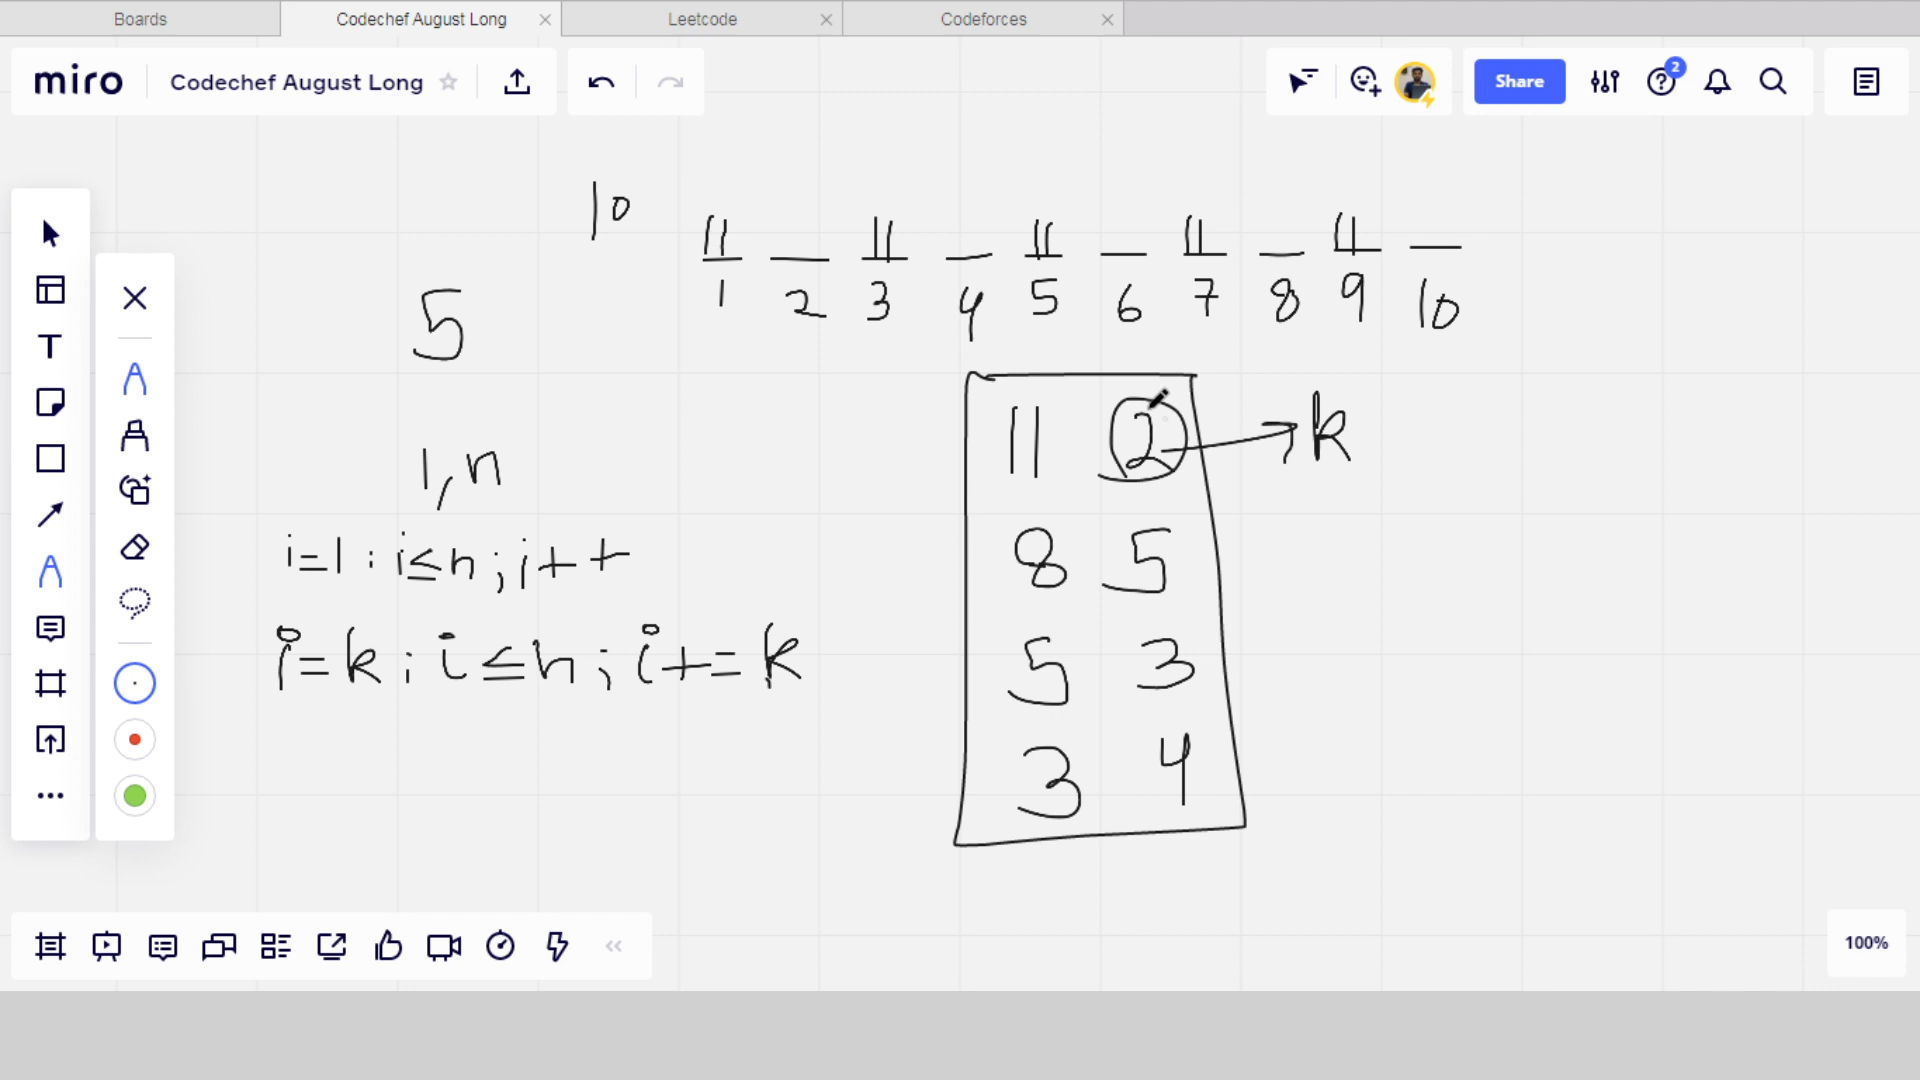 Boards Codechef August Long Leetcode Codeforces
miro Codechef August Long Share 2
10 11 11 11 11 11
1 2 3 4 5 6 7 8 9 10
5
11 2 → k
1, n
i=1 : i≤n ; i++
8 5
i=k ; i≤n ; i+=k
5 3
3 4
100%